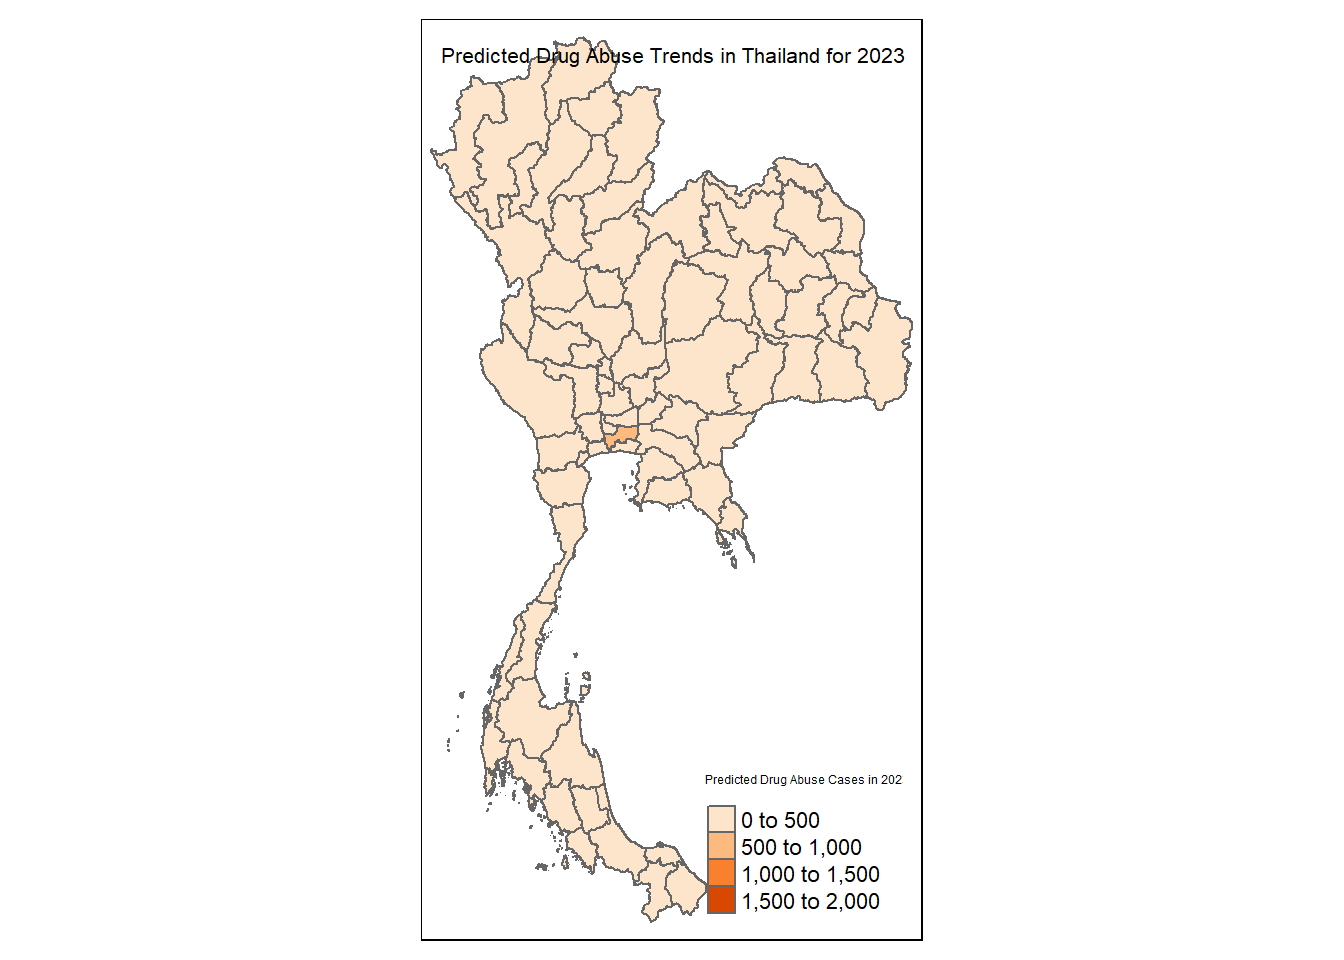 Predicted Drug Abuse Trends in Thailand for 2023
Predicted Drug Abuse Cases in 202
0 to 500
500 to 1,000
1,000 to 1,500
1,500 to 2,000